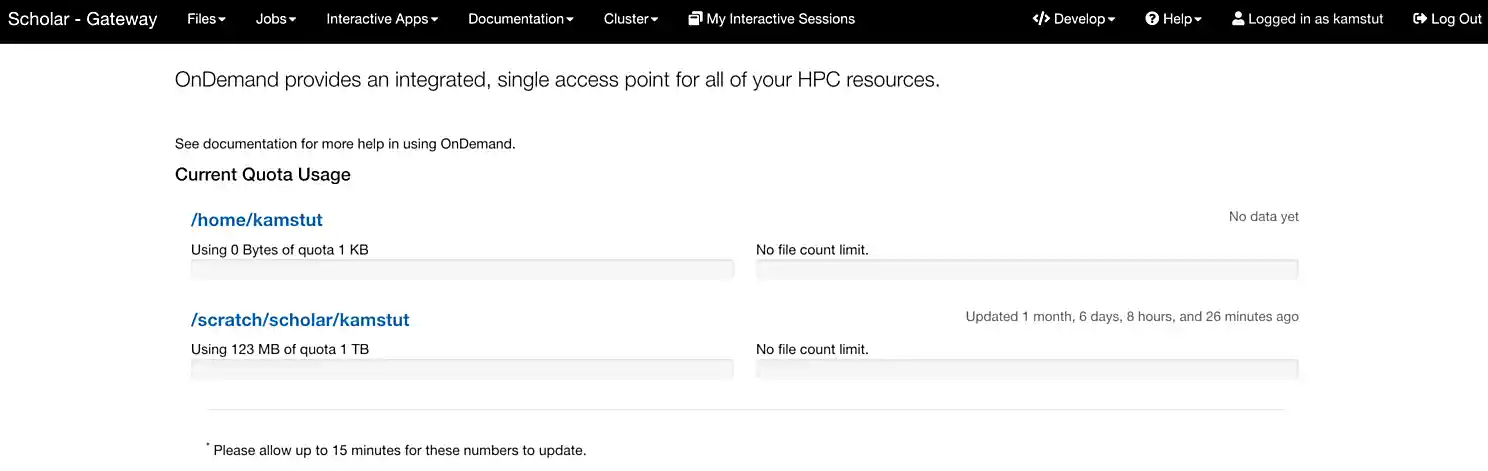 Scholar - Gateway Files Jobs Interactive Apps Documentation Cluster My Interactive Sessions Develop Help Logged in as kamstut Log Out
OnDemand provides an integrated, single access point for all of your HPC resources.
See documentation for more help in using OnDemand.
Current Quota Usage
/home/kamstut No data yet
Using 0 Bytes of quota 1 KB No file count limit.
/scratch/scholar/kamstut Updated 1 month, 6 days, 8 hours, and 26 minutes ago
Using 123 MB of quota 1 TB No file count limit.
* Please allow up to 15 minutes for these numbers to update.